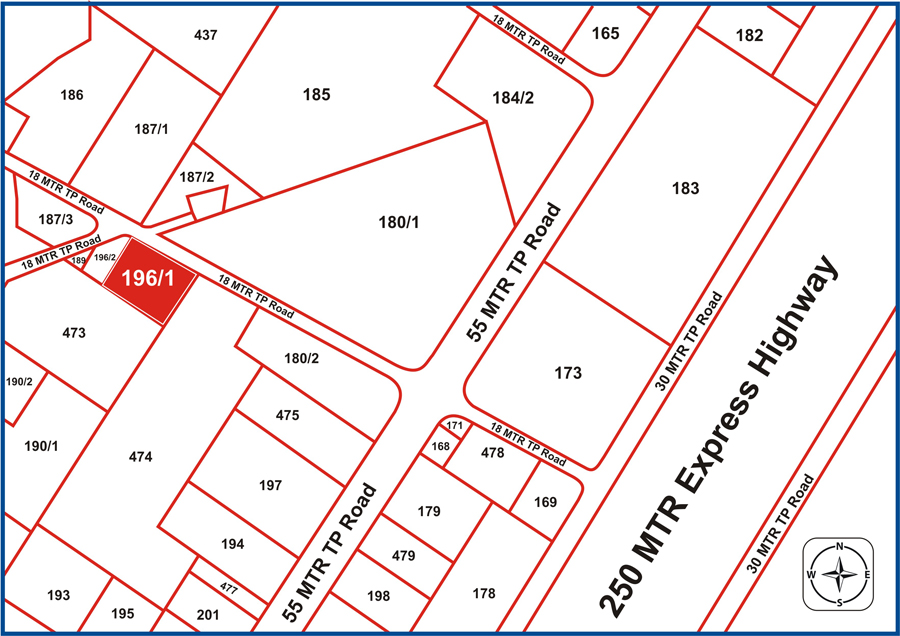 437
18 MTR TP Road
165
182
186
185
184/2
187/1
187/2
18 MTR TP Road
183
187/3
180/1
18 MTR TP Road
189
196/2
196/1
18 MTR TP Road
55 MTR TP Road
250 MTR Express Highway
30 MTR TP Road
473
180/2
173
190/2
475
171
18 MTR TP Road
190/1
474
168
478
197
55 MTR TP Road
179
169
30 MTR TP Road
194
479
477
193
195
201
198
178
N
W
E
S